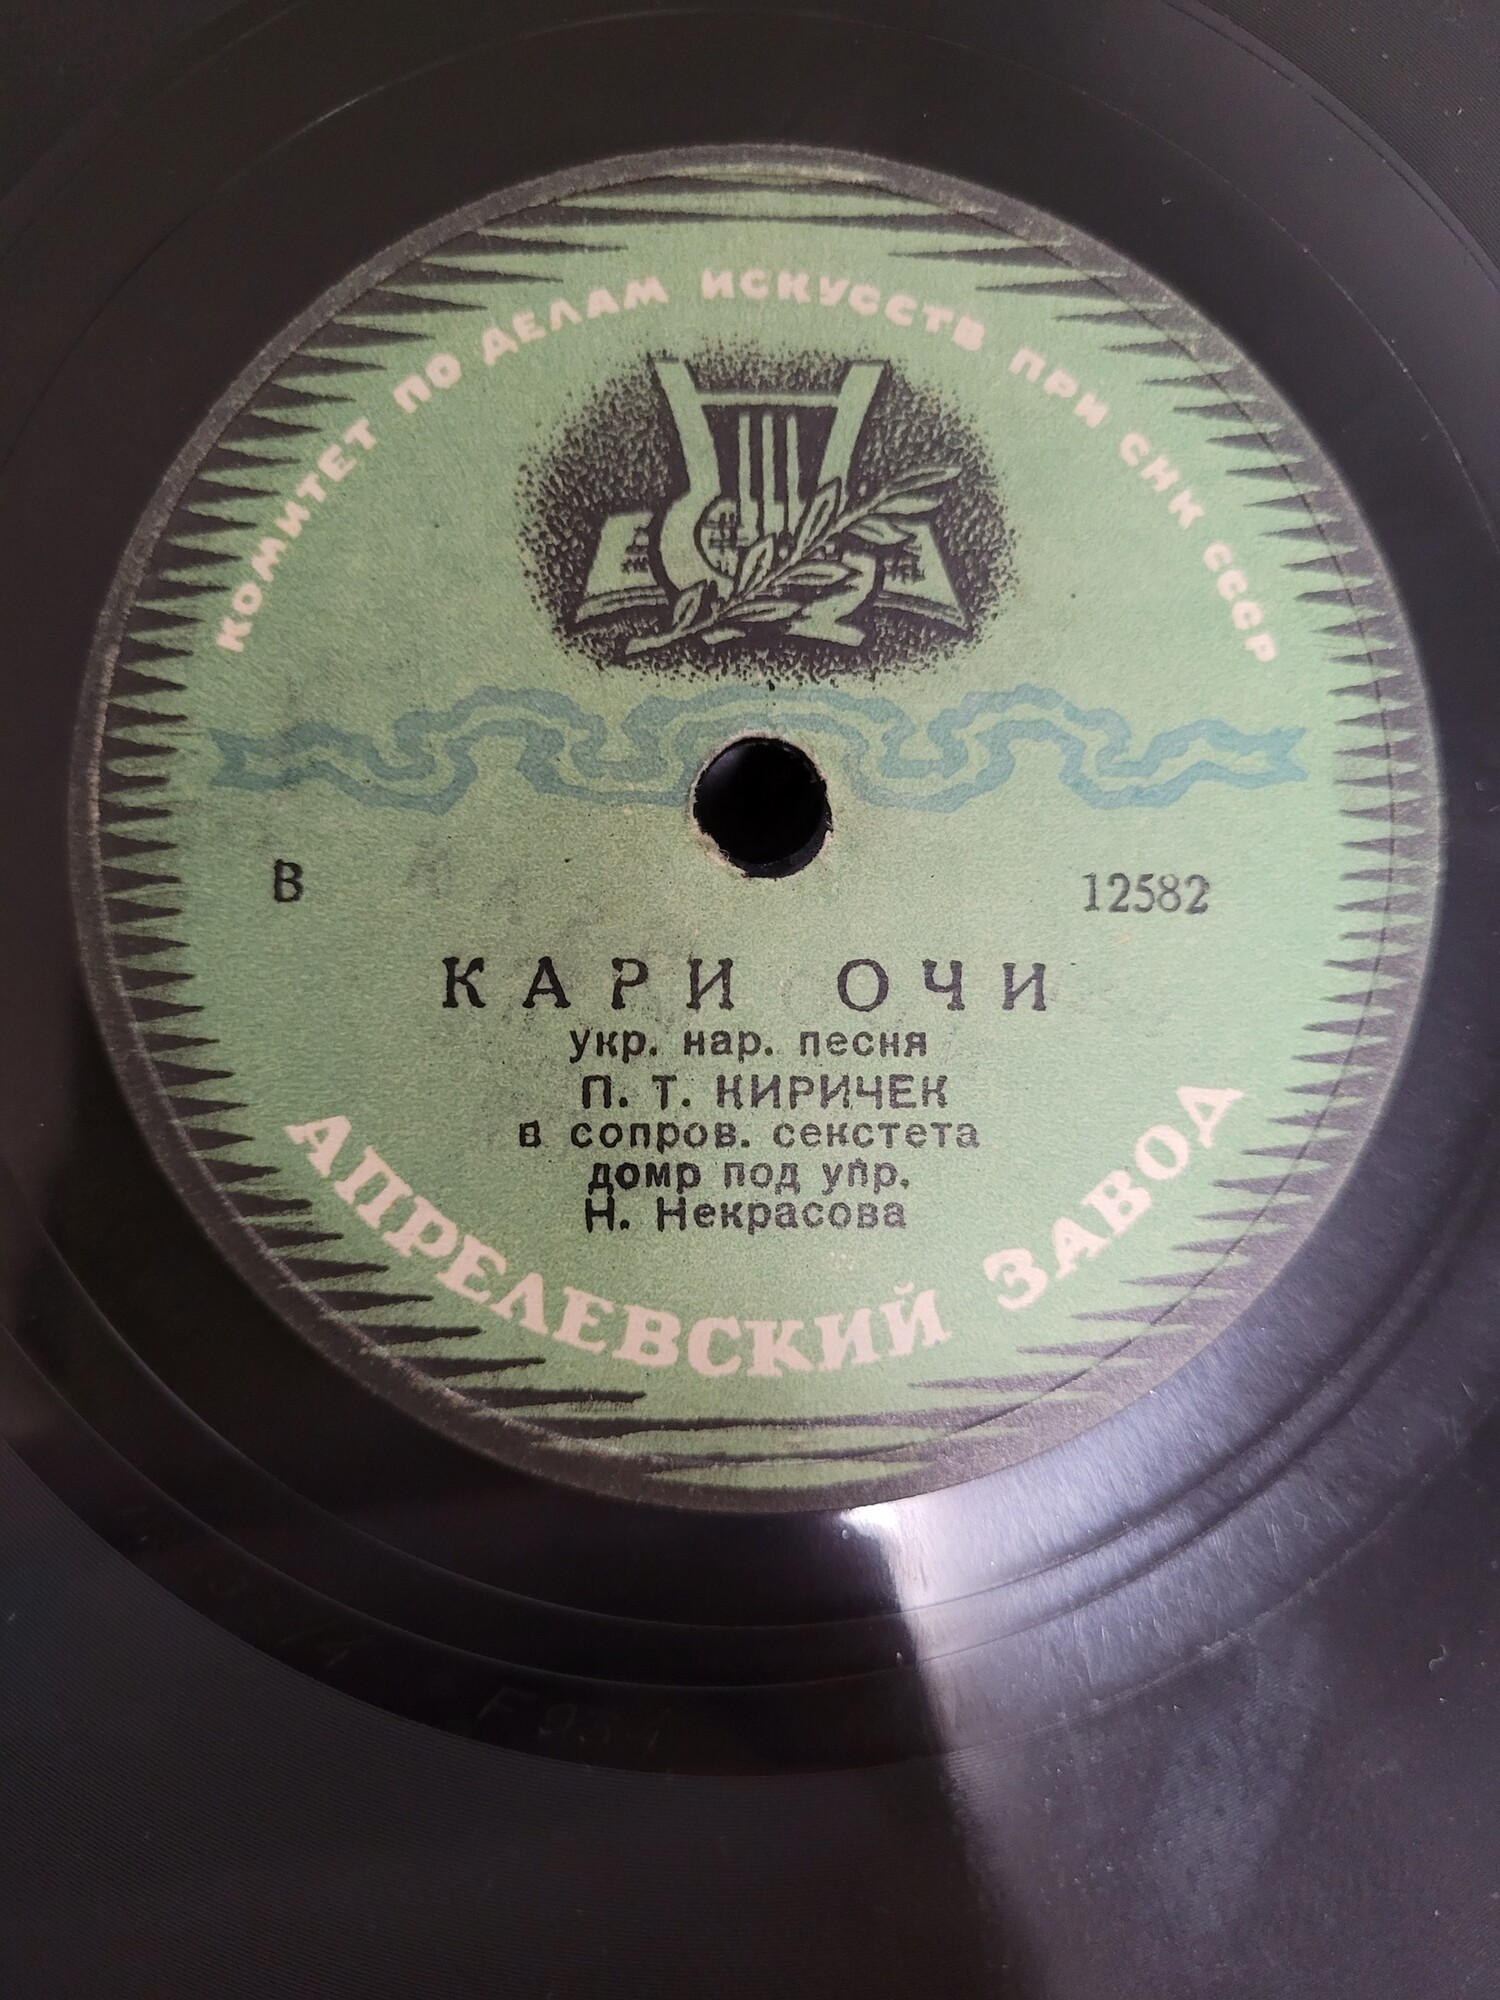 КОМИТЕТ ПО ДЕЛАМ ИСКУССТВ ПРИ СНК СССР
В 12582
КАРИ ОЧИ
укр. нар. песня
П. Т. КИРИЧЕК
в сопров. секстета
домр под упр.
Н. Некрасова
АПРЕЛЕВСКИЙ ЗАВОД